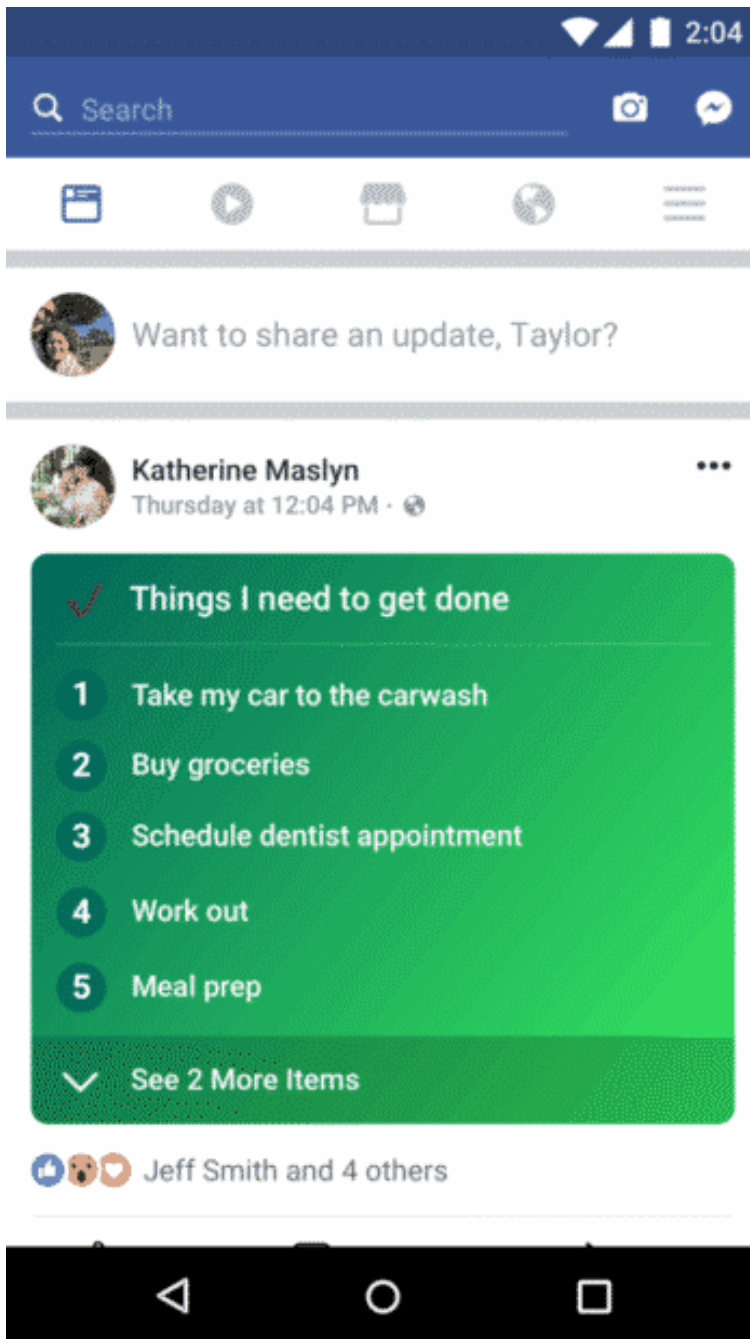 2:04
Search
Want to share an update, Taylor?
Katherine Maslyn
Thursday at 12:04 PM ·
Things I need to get done
1 Take my car to the carwash
2 Buy groceries
3 Schedule dentist appointment
4 Work out
5 Meal prep
See 2 More Items
Jeff Smith and 4 others